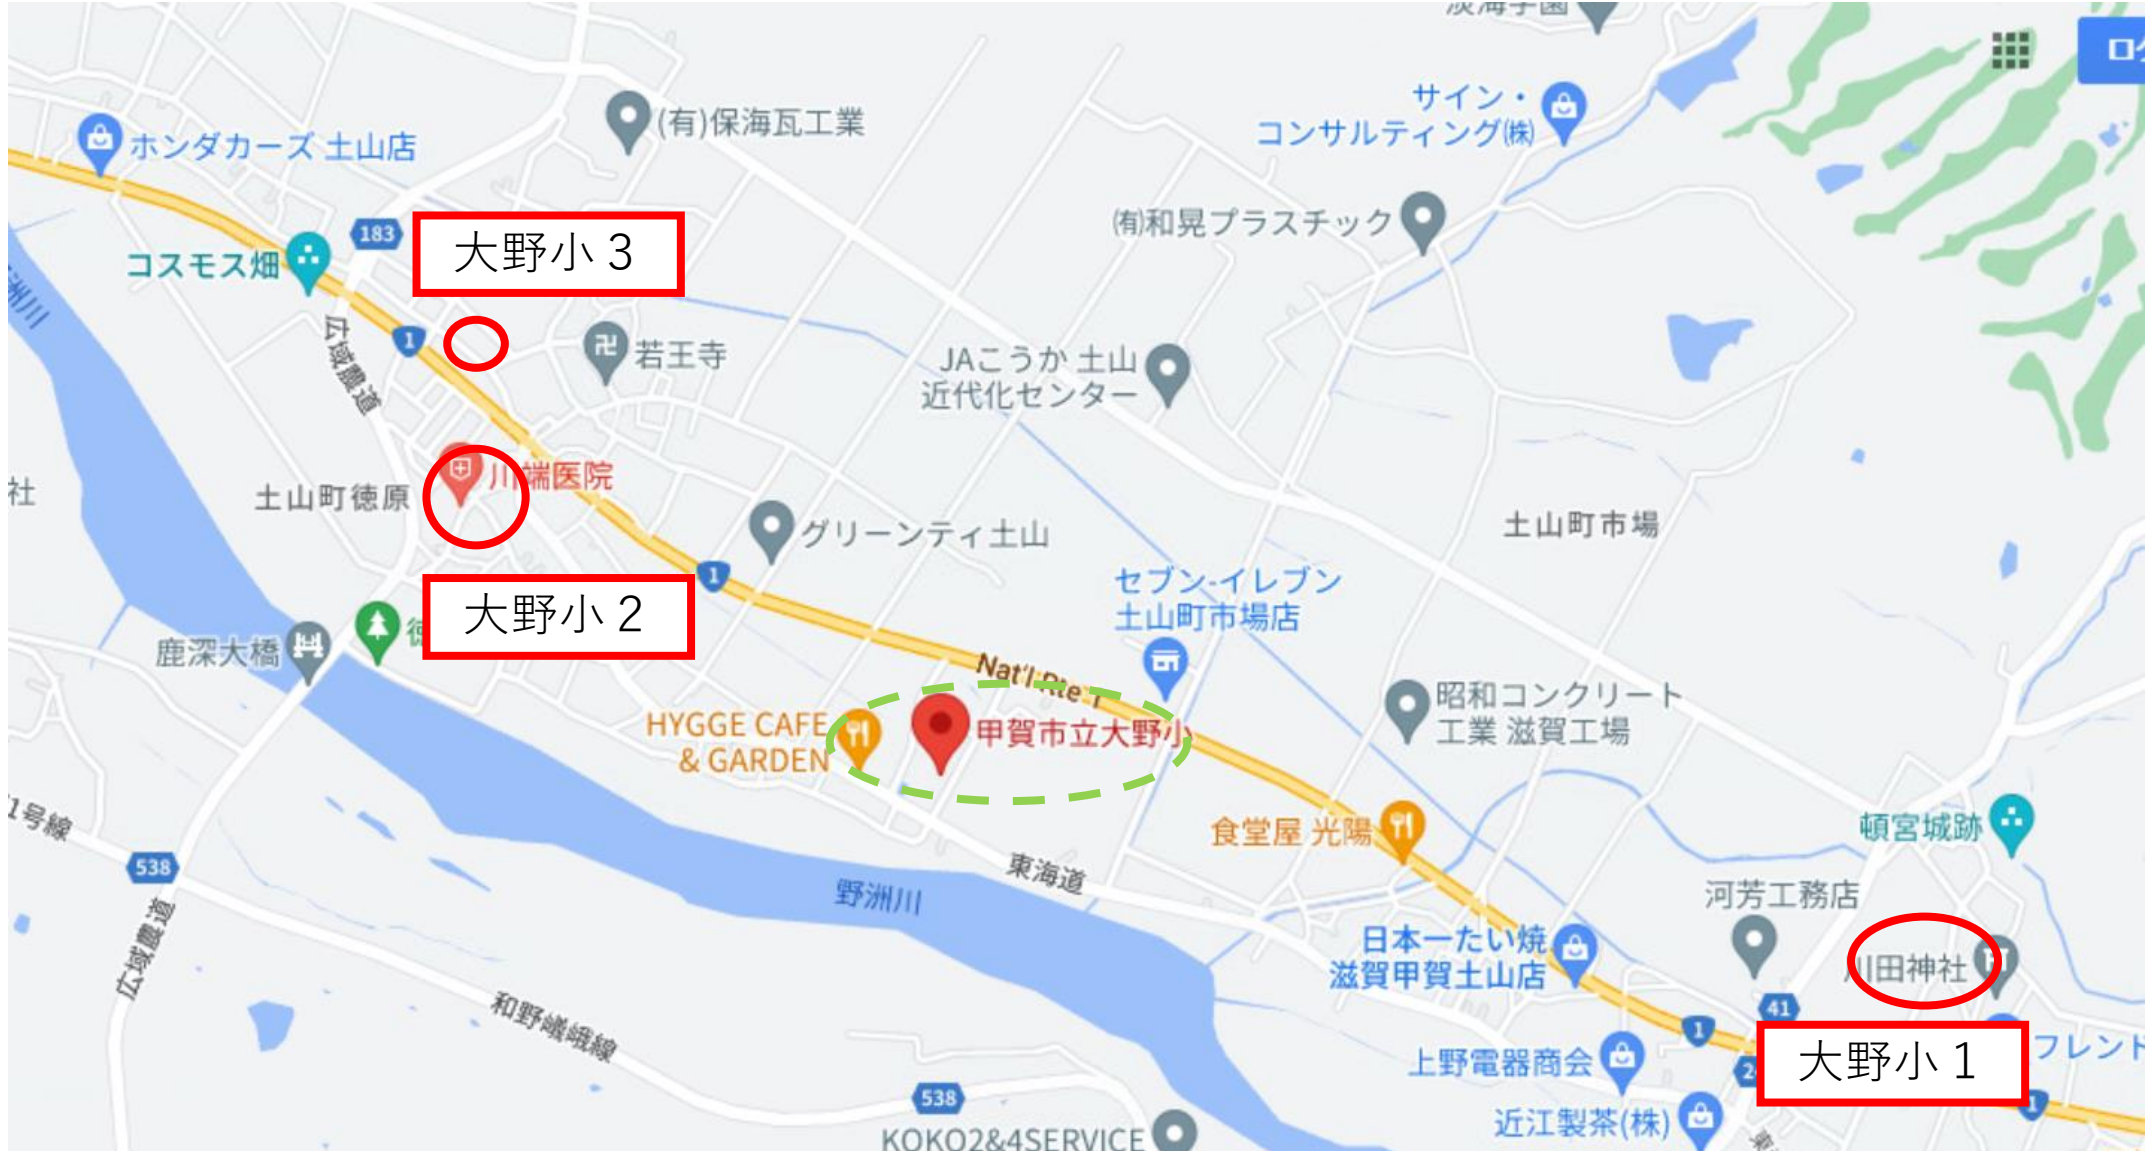 淡海学園
ログ
サイン・
コンサルティング㈱
(有)保海瓦工業
ホンダカーズ 土山店
183
大野小３
㈲和晃プラスチック
コスモス畑
広域農道
1
若王寺
JAこうか 土山
近代化センター
川端医院
社
土山町徳原
グリーンティ土山
土山町市場
1
セブン-イレブン
土山町市場店
大野小２
鹿深大橋
徳
Nat'l Rte 1
HYGGE CAFE
& GARDEN
甲賀市立大野小
昭和コンクリート
工業 滋賀工場
1号線
食堂屋 光陽
頓宮城跡
538
東海道
野洲川
河芳工務店
広域農道
日本一たい焼
滋賀甲賀土山店
川田神社
41
和野嶬峨線
1
上野電器商会
大野小１
フレンド
538
1
近江製茶(株)
KOKO2&4SERVICE